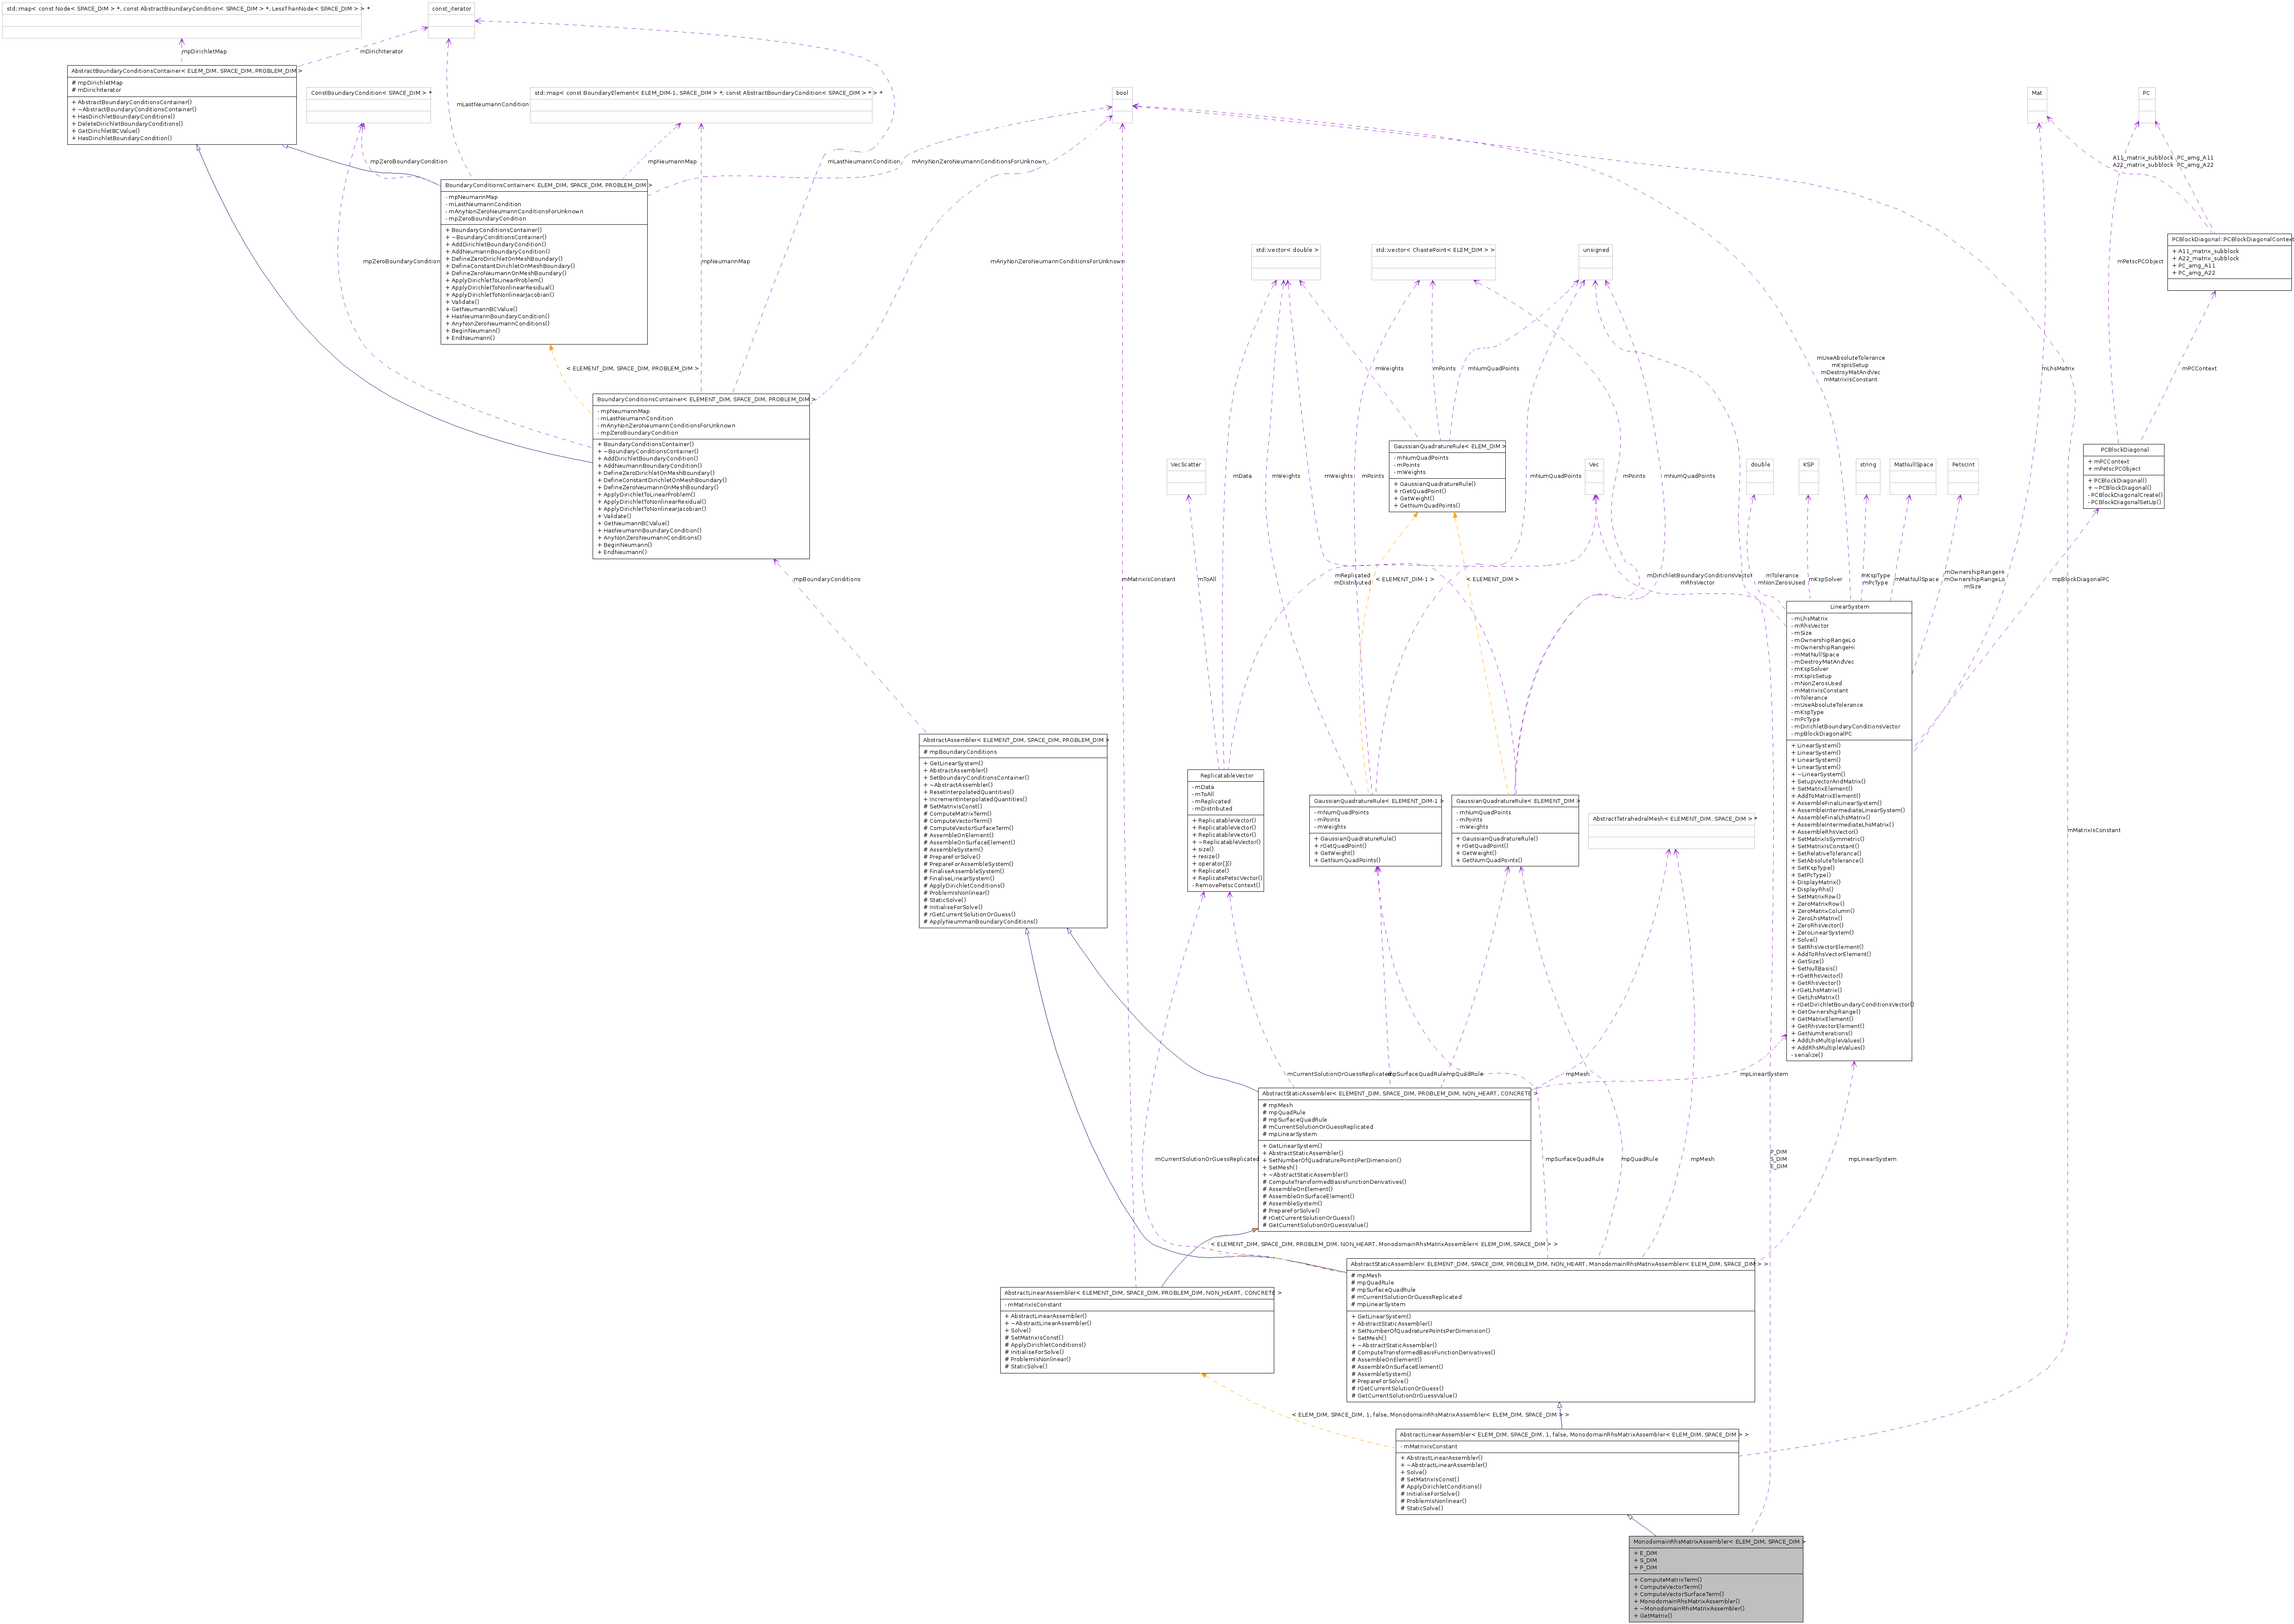 std::map< const Node< SPACE_DIM > *, const AbstractBoundaryCondition< SPACE_DIM > *, LessThanNode< SPACE_DIM > > *
const_iterator
mpDirichletMap
mDirichIterator
AbstractBoundaryConditionsContainer< ELEM_DIM, SPACE_DIM, PROBLEM_DIM >
# mpDirichletMap
# mDirichIterator
+ AbstractBoundaryConditionsContainer()
+ ~AbstractBoundaryConditionsContainer()
+ HasDirichletBoundaryConditions()
+ DeleteDirichletBoundaryConditions()
+ GetDirichletBCValue()
+ HasDirichletBoundaryCondition()
ConstBoundaryCondition< SPACE_DIM > *
std::map< const BoundaryElement< ELEM_DIM-1, SPACE_DIM > *, const AbstractBoundaryCondition< SPACE_DIM > * > *
bool
Mat
PC
mLastNeumannCondition
mpZeroBoundaryCondition
mpNeumannMap
mLastNeumannCondition
mAnyNonZeroNeumannConditionsForUnknown
A11_matrix_subblock
A22_matrix_subblock
PC_amg_A11
PC_amg_A22
BoundaryConditionsContainer< ELEM_DIM, SPACE_DIM, PROBLEM_DIM >
- mpNeumannMap
- mLastNeumannCondition
- mAnyNonZeroNeumannConditionsForUnknown
- mpZeroBoundaryCondition
+ BoundaryConditionsContainer()
+ ~BoundaryConditionsContainer()
+ AddDirichletBoundaryCondition()
+ AddNeumannBoundaryCondition()
+ DefineZeroDirichletOnMeshBoundary()
+ DefineConstantDirichletOnMeshBoundary()
+ DefineZeroNeumannOnMeshBoundary()
+ ApplyDirichletToLinearProblem()
+ ApplyDirichletToNonlinearResidual()
+ ApplyDirichletToNonlinearJacobian()
+ Validate()
+ GetNeumannBCValue()
+ HasNeumannBoundaryCondition()
+ AnyNonZeroNeumannConditions()
+ BeginNeumann()
+ EndNeumann()
PCBlockDiagonal::PCBlockDiagonalContext
+ A11_matrix_subblock
+ A22_matrix_subblock
+ PC_amg_A11
+ PC_amg_A22
std::vector< double >
std::vector< ChastePoint< ELEM_DIM > >
unsigned
mpZeroBoundaryCondition
mpNeumannMap
mAnyNonZeroNeumannConditionsForUnknown
mPetscPCObject
< ELEMENT_DIM, SPACE_DIM, PROBLEM_DIM >
mWeights
mPoints
mNumQuadPoints
mUseAbsoluteTolerance
mKspIsSetup
mDestroyMatAndVec
mMatrixIsConstant
mLhsMatrix
mPCContext
BoundaryConditionsContainer< ELEMENT_DIM, SPACE_DIM, PROBLEM_DIM >
- mpNeumannMap
- mLastNeumannCondition
- mAnyNonZeroNeumannConditionsForUnknown
- mpZeroBoundaryCondition
+ BoundaryConditionsContainer()
+ ~BoundaryConditionsContainer()
+ AddDirichletBoundaryCondition()
+ AddNeumannBoundaryCondition()
+ DefineZeroDirichletOnMeshBoundary()
+ DefineConstantDirichletOnMeshBoundary()
+ DefineZeroNeumannOnMeshBoundary()
+ ApplyDirichletToLinearProblem()
+ ApplyDirichletToNonlinearResidual()
+ ApplyDirichletToNonlinearJacobian()
+ Validate()
+ GetNeumannBCValue()
+ HasNeumannBoundaryCondition()
+ AnyNonZeroNeumannConditions()
+ BeginNeumann()
+ EndNeumann()
GaussianQuadratureRule< ELEM_DIM >
- mNumQuadPoints
- mPoints
- mWeights
+ GaussianQuadratureRule()
+ rGetQuadPoint()
+ GetWeight()
+ GetNumQuadPoints()
PCBlockDiagonal
+ mPCContext
+ mPetscPCObject
+ PCBlockDiagonal()
+ ~PCBlockDiagonal()
- PCBlockDiagonalCreate()
- PCBlockDiagonalSetUp()
VecScatter
Vec
double
KSP
string
MatNullSpace
PetscInt
mData
mWeights
mWeights
mPoints
mNumQuadPoints
mPoints
mNumQuadPoints
mpBoundaryConditions
mMatrixIsConstant
mToAll
mReplicated
mDistributed
< ELEMENT_DIM-1 >
< ELEMENT_DIM >
mDirichletBoundaryConditionsVector
mRhsVector
mTolerance
mNonZerosUsed
mKspSolver
mKspType
mPcType
mMatNullSpace
mOwnershipRangeHi
mOwnershipRangeLo
mSize
mpBlockDiagonalPC
LinearSystem
- mLhsMatrix
- mRhsVector
- mSize
- mOwnershipRangeLo
- mOwnershipRangeHi
- mMatNullSpace
- mDestroyMatAndVec
- mKspSolver
- mKspIsSetup
- mNonZerosUsed
- mMatrixIsConstant
- mTolerance
- mUseAbsoluteTolerance
- mKspType
- mPcType
- mDirichletBoundaryConditionsVector
- mpBlockDiagonalPC
+ LinearSystem()
+ LinearSystem()
+ LinearSystem()
+ LinearSystem()
+ ~LinearSystem()
+ SetupVectorAndMatrix()
+ SetMatrixElement()
+ AddToMatrixElement()
+ AssembleFinalLinearSystem()
+ AssembleIntermediateLinearSystem()
+ AssembleFinalLhsMatrix()
+ AssembleIntermediateLhsMatrix()
+ AssembleRhsVector()
+ SetMatrixIsSymmetric()
+ SetMatrixIsConstant()
+ SetRelativeTolerance()
+ SetAbsoluteTolerance()
+ SetKspType()
+ SetPcType()
+ DisplayMatrix()
+ DisplayRhs()
+ SetMatrixRow()
+ ZeroMatrixRow()
+ ZeroMatrixColumn()
+ ZeroLhsMatrix()
+ ZeroRhsVector()
+ ZeroLinearSystem()
+ Solve()
+ SetRhsVectorElement()
+ AddToRhsVectorElement()
+ GetSize()
+ SetNullBasis()
+ rGetRhsVector()
+ GetRhsVector()
+ rGetLhsMatrix()
+ GetLhsMatrix()
+ rGetDirichletBoundaryConditionsVector()
+ GetOwnershipRange()
+ GetMatrixElement()
+ GetRhsVectorElement()
+ GetNumIterations()
+ AddLhsMultipleValues()
+ AddRhsMultipleValues()
- serialize()
AbstractAssembler< ELEMENT_DIM, SPACE_DIM, PROBLEM_DIM >
# mpBoundaryConditions
+ GetLinearSystem()
+ AbstractAssembler()
+ SetBoundaryConditionsContainer()
+ ~AbstractAssembler()
+ ResetInterpolatedQuantities()
+ IncrementInterpolatedQuantities()
# SetMatrixIsConst()
# ComputeMatrixTerm()
# ComputeVectorTerm()
# ComputeVectorSurfaceTerm()
# AssembleOnElement()
# AssembleOnSurfaceElement()
# AssembleSystem()
# PrepareForSolve()
# PrepareForAssembleSystem()
# FinaliseAssembleSystem()
# FinaliseLinearSystem()
# ApplyDirichletConditions()
# ProblemIsNonlinear()
# StaticSolve()
# InitialiseForSolve()
# rGetCurrentSolutionOrGuess()
# ApplyNeummanBoundaryConditions()
ReplicatableVector
- mData
- mToAll
- mReplicated
- mDistributed
+ ReplicatableVector()
+ ReplicatableVector()
+ ReplicatableVector()
+ ~ReplicatableVector()
+ size()
+ resize()
+ operator[]()
+ Replicate()
+ ReplicatePetscVector()
- RemovePetscContext()
GaussianQuadratureRule< ELEMENT_DIM-1 >
- mNumQuadPoints
- mPoints
- mWeights
+ GaussianQuadratureRule()
+ rGetQuadPoint()
+ GetWeight()
+ GetNumQuadPoints()
GaussianQuadratureRule< ELEMENT_DIM >
- mNumQuadPoints
- mPoints
- mWeights
+ GaussianQuadratureRule()
+ rGetQuadPoint()
+ GetWeight()
+ GetNumQuadPoints()
AbstractTetrahedralMesh< ELEMENT_DIM, SPACE_DIM > *
mMatrixIsConstant
mCurrentSolutionOrGuessReplicated
mpSurfaceQuadRule
mpQuadRule
mpMesh
mpLinearSystem
AbstractStaticAssembler< ELEMENT_DIM, SPACE_DIM, PROBLEM_DIM, NON_HEART, CONCRETE >
# mpMesh
# mpQuadRule
# mpSurfaceQuadRule
# mCurrentSolutionOrGuessReplicated
# mpLinearSystem
+ GetLinearSystem()
+ AbstractStaticAssembler()
+ SetNumberOfQuadraturePointsPerDimension()
+ SetMesh()
+ ~AbstractStaticAssembler()
# ComputeTransformedBasisFunctionDerivatives()
# AssembleOnElement()
# AssembleOnSurfaceElement()
# AssembleSystem()
# PrepareForSolve()
# rGetCurrentSolutionOrGuess()
# GetCurrentSolutionOrGuessValue()
mCurrentSolutionOrGuessReplicated
mpSurfaceQuadRule
mpQuadRule
mpMesh
P_DIM
S_DIM
E_DIM
mpLinearSystem
< ELEMENT_DIM, SPACE_DIM, PROBLEM_DIM, NON_HEART, MonodomainRhsMatrixAssembler< ELEM_DIM, SPACE_DIM > >
AbstractStaticAssembler< ELEMENT_DIM, SPACE_DIM, PROBLEM_DIM, NON_HEART, MonodomainRhsMatrixAssembler< ELEM_DIM, SPACE_DIM > >
# mpMesh
# mpQuadRule
# mpSurfaceQuadRule
# mCurrentSolutionOrGuessReplicated
# mpLinearSystem
+ GetLinearSystem()
+ AbstractStaticAssembler()
+ SetNumberOfQuadraturePointsPerDimension()
+ SetMesh()
+ ~AbstractStaticAssembler()
# ComputeTransformedBasisFunctionDerivatives()
# AssembleOnElement()
# AssembleOnSurfaceElement()
# AssembleSystem()
# PrepareForSolve()
# rGetCurrentSolutionOrGuess()
# GetCurrentSolutionOrGuessValue()
AbstractLinearAssembler< ELEMENT_DIM, SPACE_DIM, PROBLEM_DIM, NON_HEART, CONCRETE >
- mMatrixIsConstant
+ AbstractLinearAssembler()
+ ~AbstractLinearAssembler()
+ Solve()
# SetMatrixIsConst()
# ApplyDirichletConditions()
# InitialiseForSolve()
# ProblemIsNonlinear()
# StaticSolve()
< ELEM_DIM, SPACE_DIM, 1, false, MonodomainRhsMatrixAssembler< ELEM_DIM, SPACE_DIM > >
AbstractLinearAssembler< ELEM_DIM, SPACE_DIM, 1, false, MonodomainRhsMatrixAssembler< ELEM_DIM, SPACE_DIM > >
- mMatrixIsConstant
+ AbstractLinearAssembler()
+ ~AbstractLinearAssembler()
+ Solve()
# SetMatrixIsConst()
# ApplyDirichletConditions()
# InitialiseForSolve()
# ProblemIsNonlinear()
# StaticSolve()
MonodomainRhsMatrixAssembler< ELEM_DIM, SPACE_DIM >
+ E_DIM
+ S_DIM
+ P_DIM
+ ComputeMatrixTerm()
+ ComputeVectorTerm()
+ ComputeVectorSurfaceTerm()
+ MonodomainRhsMatrixAssembler()
+ ~MonodomainRhsMatrixAssembler()
+ GetMatrix()